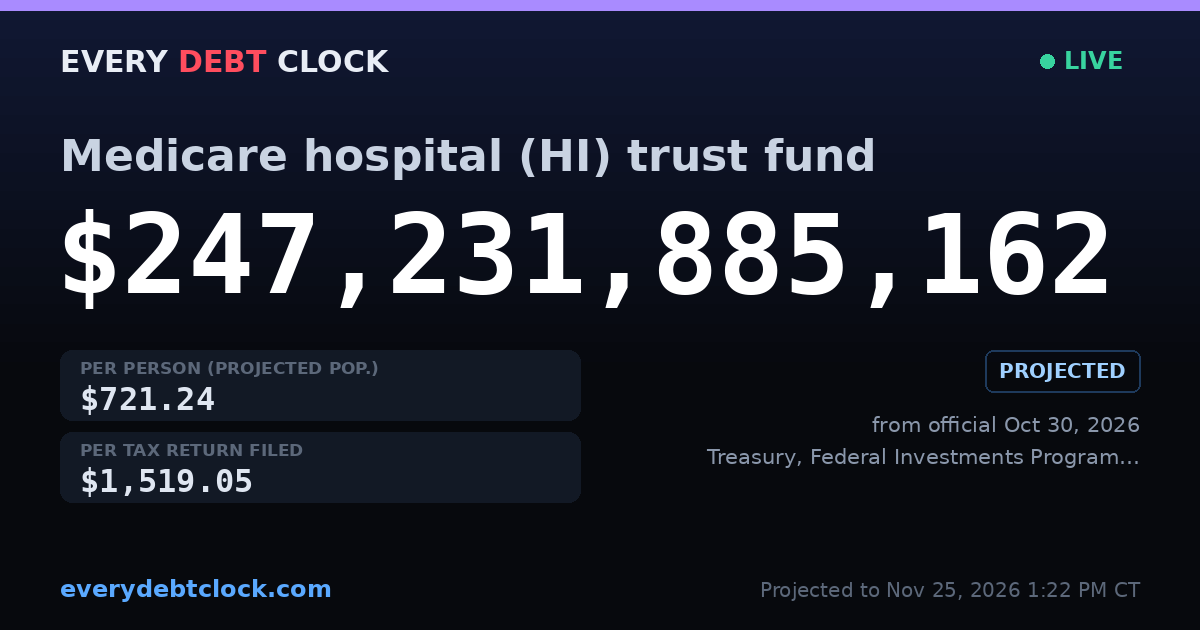 EVERY DEBT CLOCK
LIVE
Medicare hospital (HI) trust fund
$247,231,885,162
PER PERSON (PROJECTED POP.)
$721.24
PER TAX RETURN FILED
$1,519.05
PROJECTED
from official Oct 30, 2026
Treasury, Federal Investments Program...
everydebtclock.com
Projected to Nov 25, 2026 1:22 PM CT